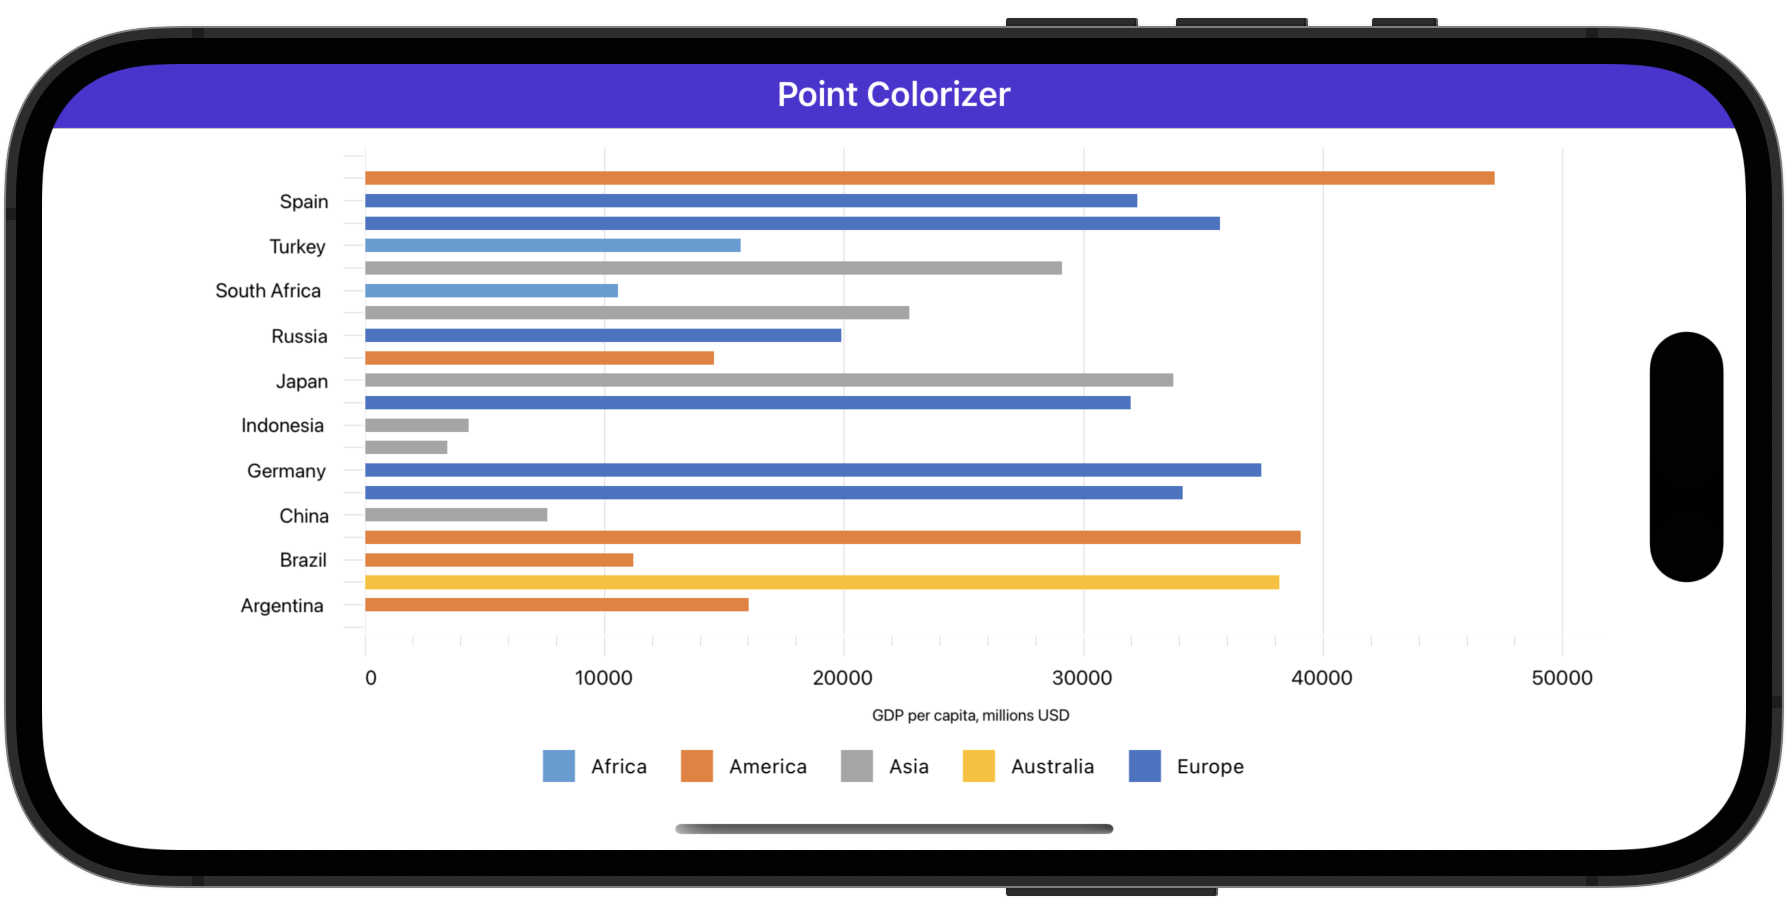 Point Colorizer
Spain
Turkey
South Africa
Russia
Japan
Indonesia
Germany
China
Brazil
Argentina
0 10000 20000 30000 40000 50000
GDP per capita, millions USD
Africa America Asia Australia Europe